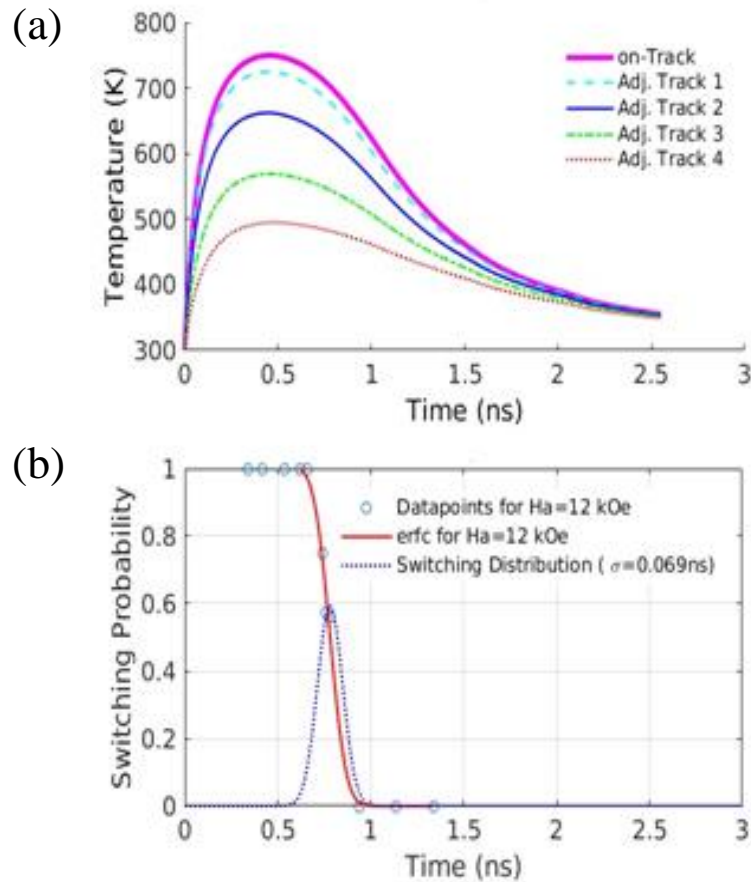 (a)
800
700
600
500
400
300
Temperature (K)
on-Track
Adj. Track 1
Adj. Track 2
Adj. Track 3
Adj. Track 4
0 0.5 1 1.5 2 2.5 3
Time (ns)
(b)
1
0.8
0.6
0.4
0.2
0
Switching Probability
Datapoints for Ha=12 kOe
erfc for Ha=12 kOe
Switching Distribution ( σ=0.069ns)
0 0.5 1 1.5 2 2.5 3
Time (ns)